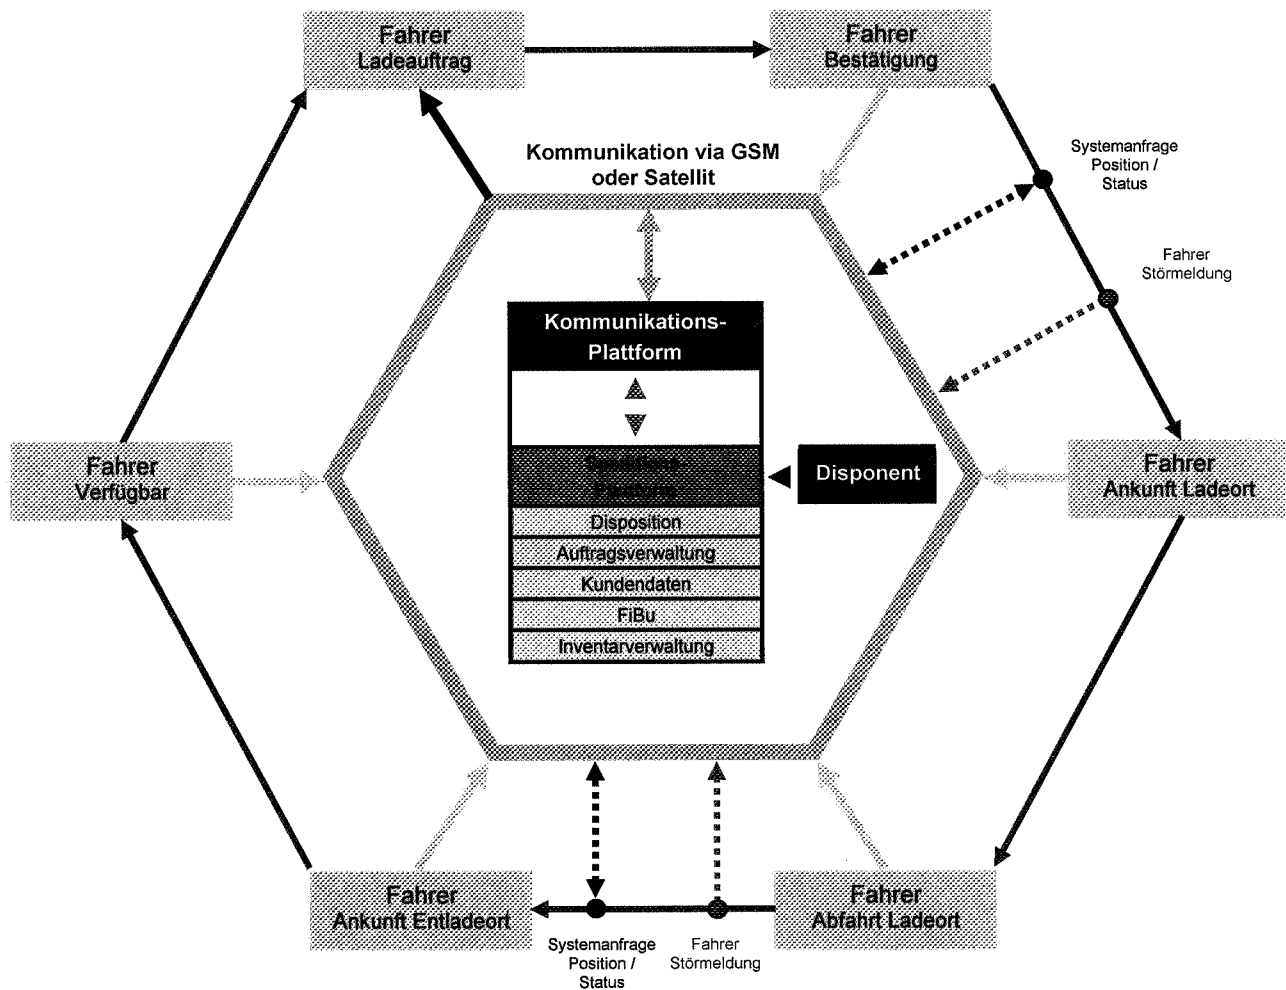 Fahrer
Ladeauftrag
Fahrer
Bestätigung
Kommunikation via GSM
oder Satellit
Systemanfrage
Position /
Status
Fahrer
Störmeldung
Kommunikations-
Plattform
Speditions-
Plattform
Disponent
Disposition
Auftragsverwaltung
Kundendaten
FiBu
Inventarverwaltung
Fahrer
Verfügbar
Fahrer
Ankunft Ladeort
Fahrer
Ankunft Entladeort
Fahrer
Abfahrt Ladeort
Systemanfrage
Position /
Status
Fahrer
Störmeldung